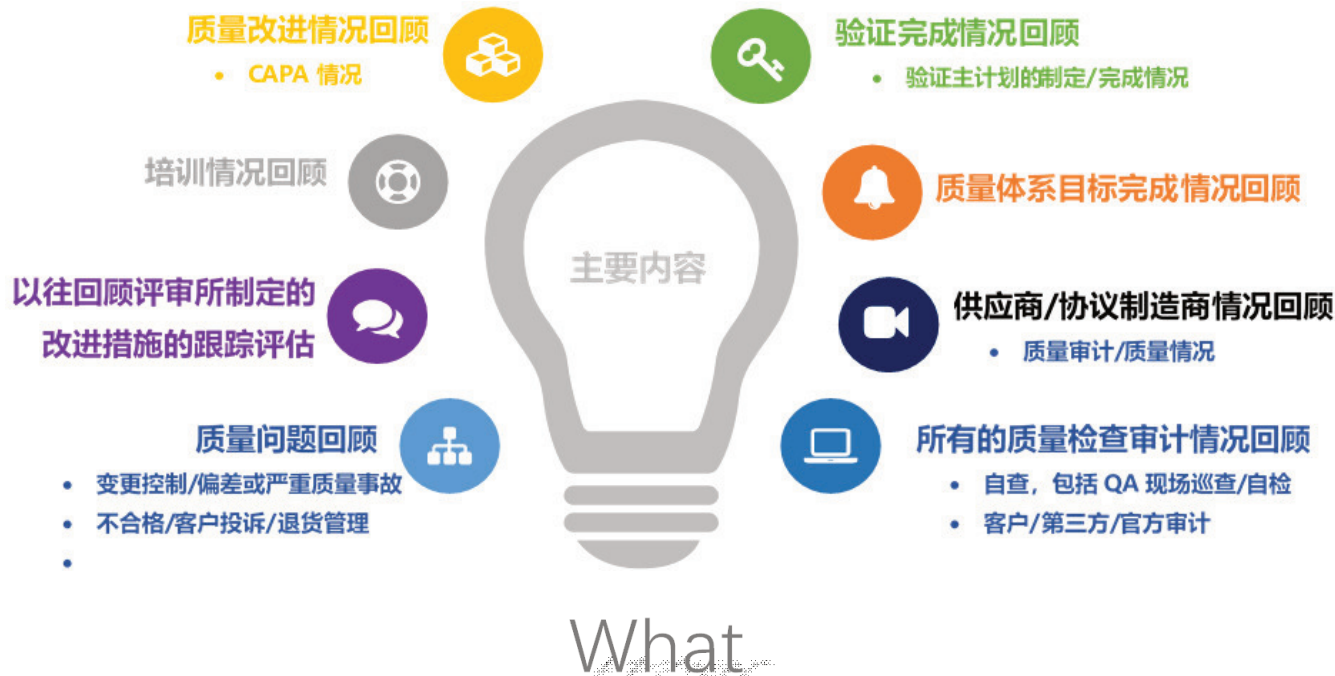 质量改进情况回顾
• CAPA 情况
培训情况回顾
以往回顾评审所制定的
改进措施的跟踪评估
质量问题回顾
• 变更控制/偏差或严重质量事故
• 不合格/客户投诉/退货管理
•
主要内容
验证完成情况回顾
• 验证主计划的制定/完成情况
质量体系目标完成情况回顾
供应商/协议制造商情况回顾
• 质量审计/质量情况
所有的质量检查审计情况回顾
• 自查，包括 QA 现场巡查/自检
• 客户/第三方/官方审计
What